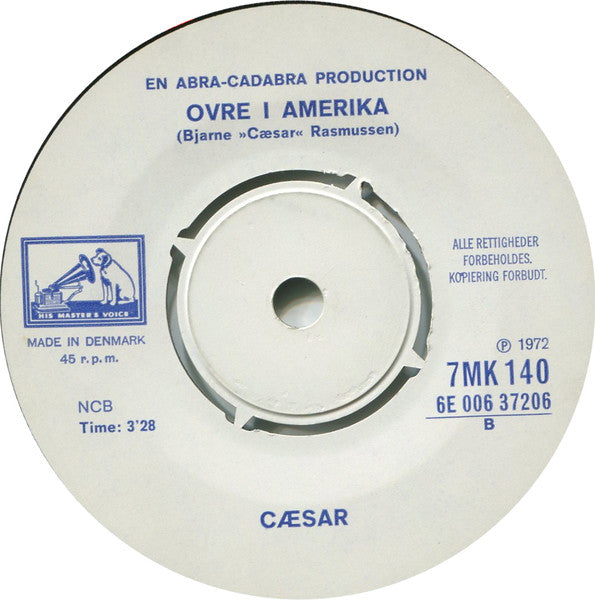 EN ABRA-CADABRA PRODUCTION
OVRE I AMERIKA
(Bjarne »Cæsar« Rasmussen)
HIS MASTER'S VOICE
MADE IN DENMARK
45 r.p.m.
NCB
Time: 3'28
ALLE RETTIGHEDER
FORBEHOLDES.
KOPIERING FORBUDT.
Ⓟ 1972
7MK 140
6E 006 37206
B
CÆSAR